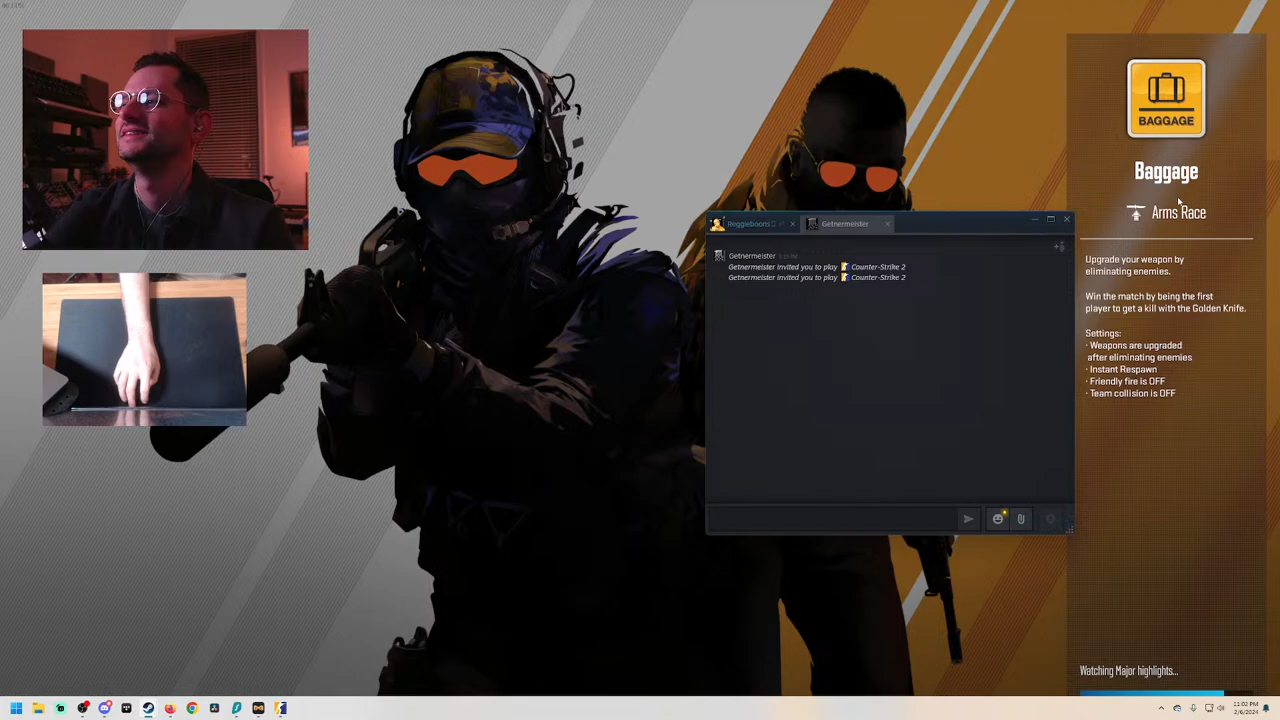 BAGGAGE
Baggage
Arms Race
Upgrade your weapon by
eliminating enemies.
Win the match by being the first
player to get a kill with the Golden Knife.
Settings:
· Weapons are upgraded
after eliminating enemies
· Instant Respawn
· Friendly fire is OFF
· Team collision is OFF
Reggieboorts
Getnermeister
Getnermeister
Getnermeister invited you to play Counter-Strike 2
Getnermeister invited you to play Counter-Strike 2
Watching Major highlights...
11:02 PM
2/6/2024